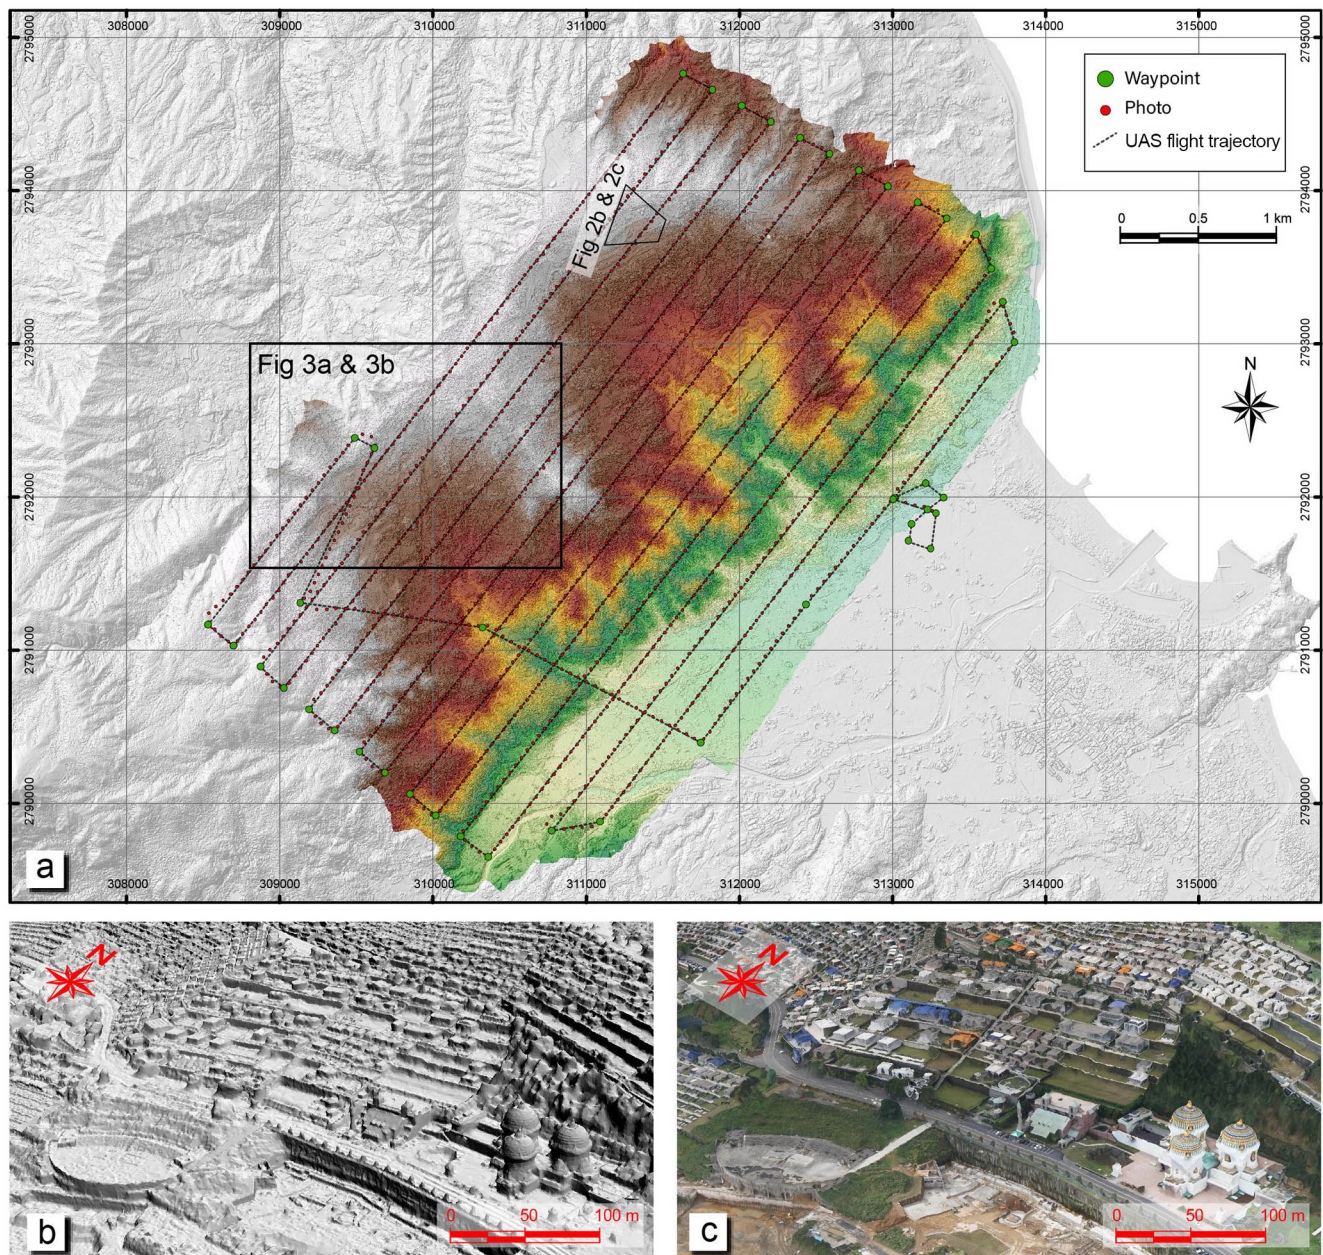 308000 309000 310000 311000 312000 313000 314000 315000
2795000 2795000
Waypoint
Photo
UAS flight trajectory
2794000 2794000
0 0.5 1 km
Fig 2b & 2c
2793000 2793000
Fig 3a & 3b
N
2792000 2792000
2791000 2791000
2790000 2790000
a
308000 309000 310000 311000 312000 313000 314000 315000
N
0 50 100 m
b
N
0 50 100 m
c